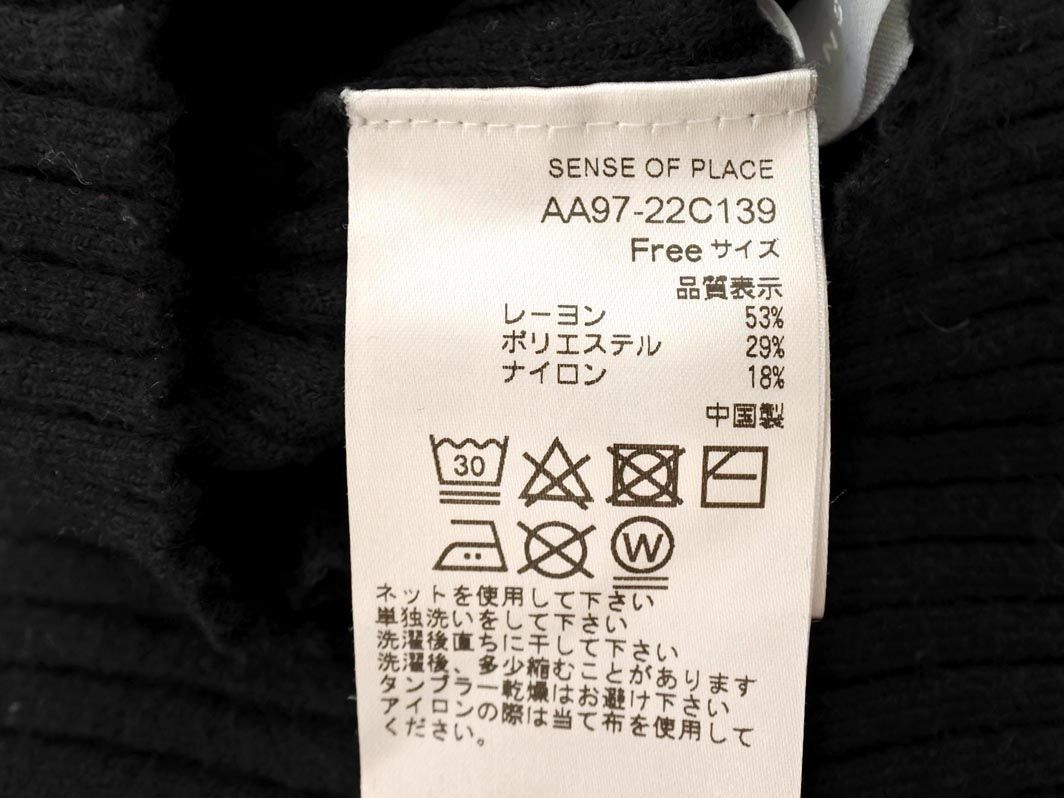 SENSE OF PLACE
AA97-22C139
Free サイズ
品質表示
レーヨン 53%
ポリエステル 29%
ナイロン 18%
中国製
30
W
ネットを使用して下さい
単独洗いをして下さい
洗濯後直ちに干して下さい
洗濯後、多少縮むことがあります
タンブラー乾燥はお避け下さい
アイロンの際は当て布を使用して
ください。